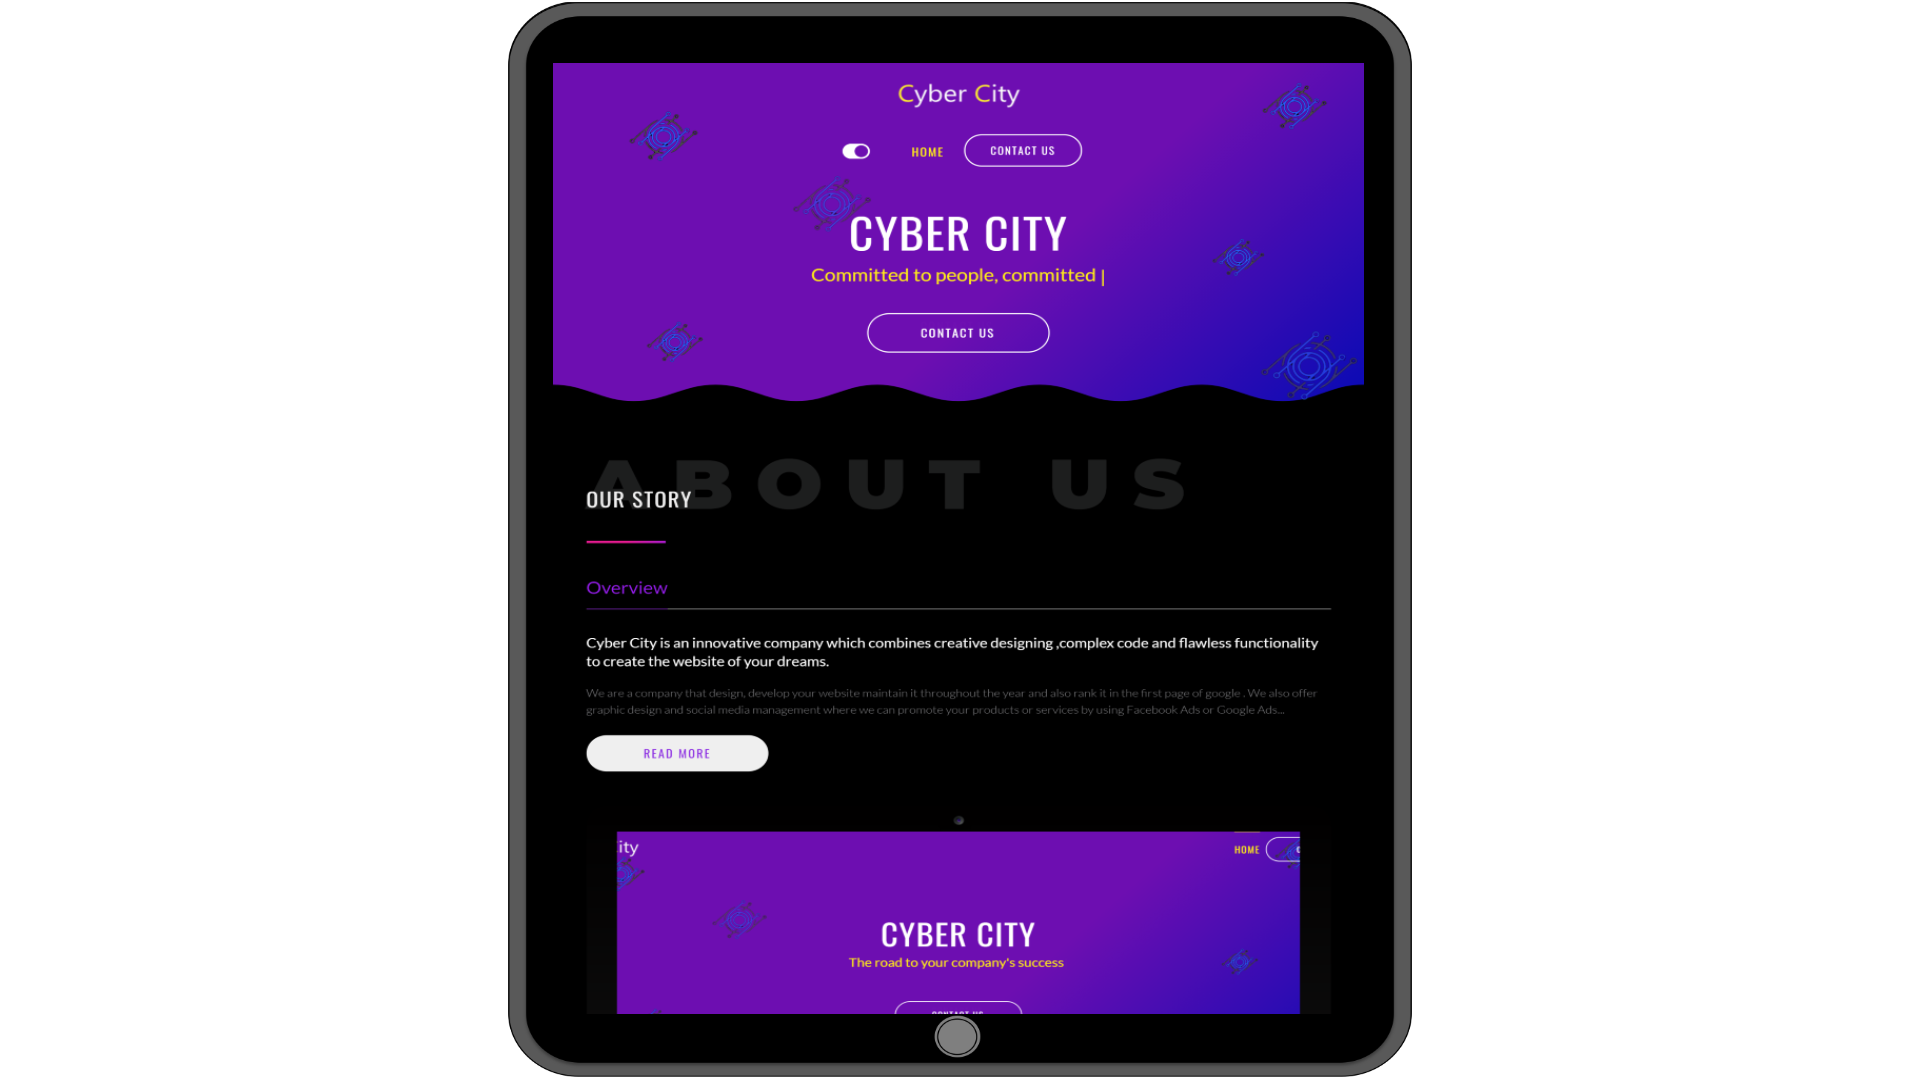 Cyber City
HOME
CONTACT US
CYBER CITY
Committed to people, committed |
CONTACT US
ABOUT US
OUR STORY
Overview
Cyber City is an innovative company which combines creative designing ,complex code and flawless functionality
to create the website of your dreams.
We are a company that design, develop your website maintain it throughout the year and also rank it in the first page of google . We also offer
graphic design and social media management where we can promote your products or services by using Facebook Ads or Google Ads...
READ MORE
ity
HOME
CYBER CITY
The road to your company's success
CONTACT US